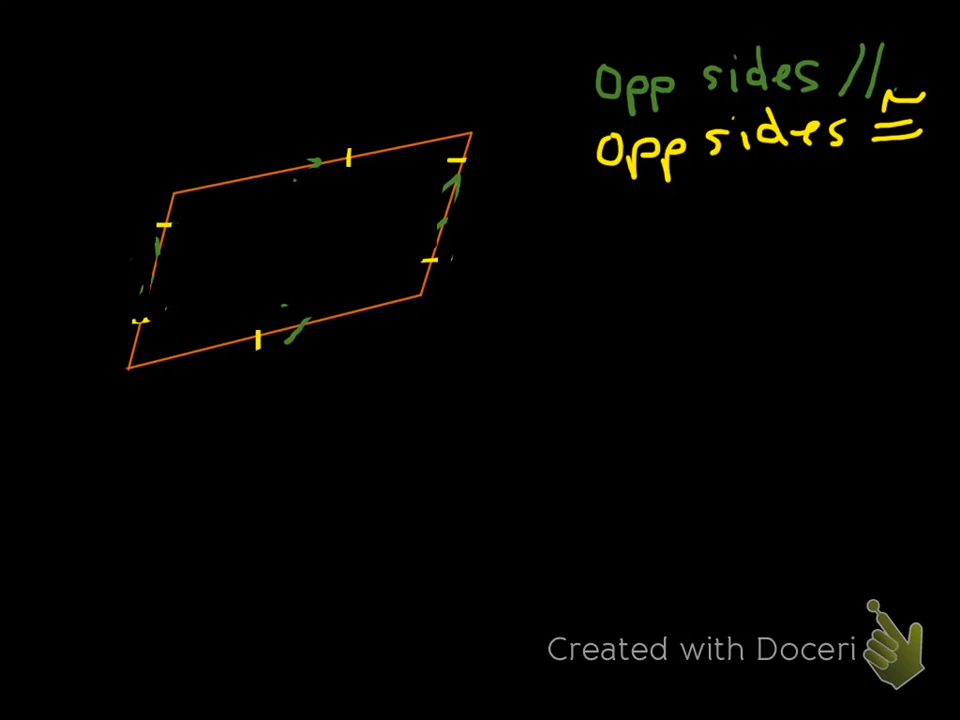 Opp sides //
Opp sides ≅
Created with Doceri